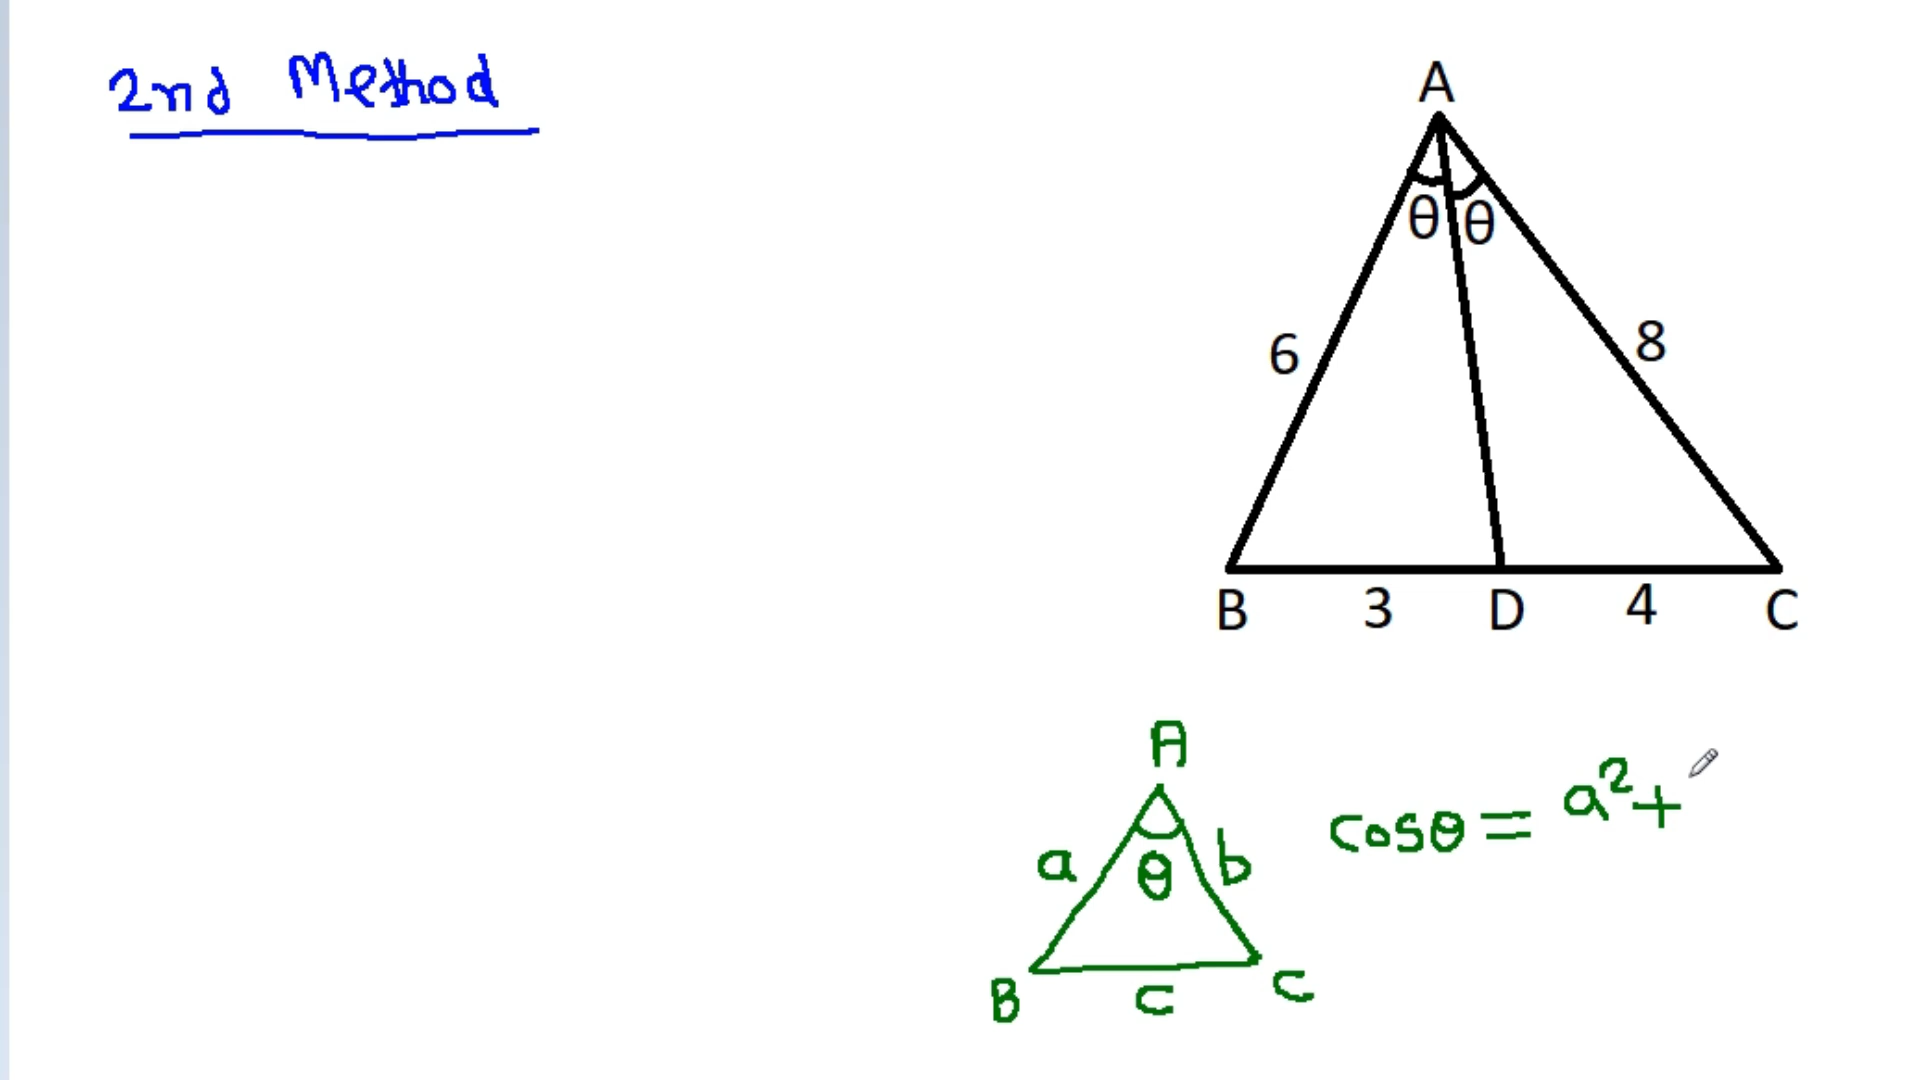 2nd Method
A
θ θ
6 8
B 3 D 4 C
A
a θ b
B c C
cosθ = a²+